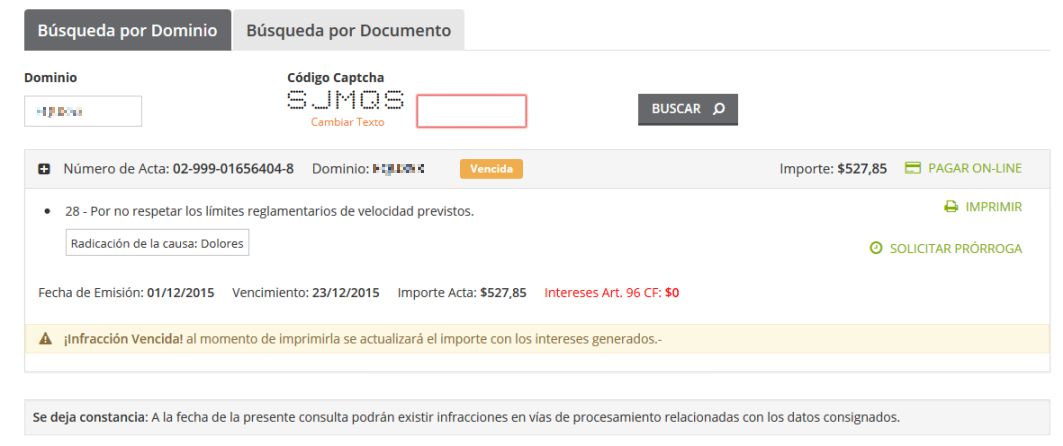 Búsqueda por Dominio Búsqueda por Documento
Dominio Código Captcha
SJMQS
Cambiar Texto
BUSCAR
Número de Acta: 02-999-01656404-8 Dominio: Vencida Importe: $527,85 PAGAR ON-LINE
28 - Por no respetar los límites reglamentarios de velocidad previstos. IMPRIMIR
Radicación de la causa: Dolores SOLICITAR PRÓRROGA
Fecha de Emisión: 01/12/2015 Vencimiento: 23/12/2015 Importe Acta: $527,85 Intereses Art. 96 CF: $0
¡Infracción Vencida! al momento de imprimirla se actualizará el importe con los intereses generados.-
Se deja constancia: A la fecha de la presente consulta podrán existir infracciones en vías de procesamiento relacionadas con los datos consignados.